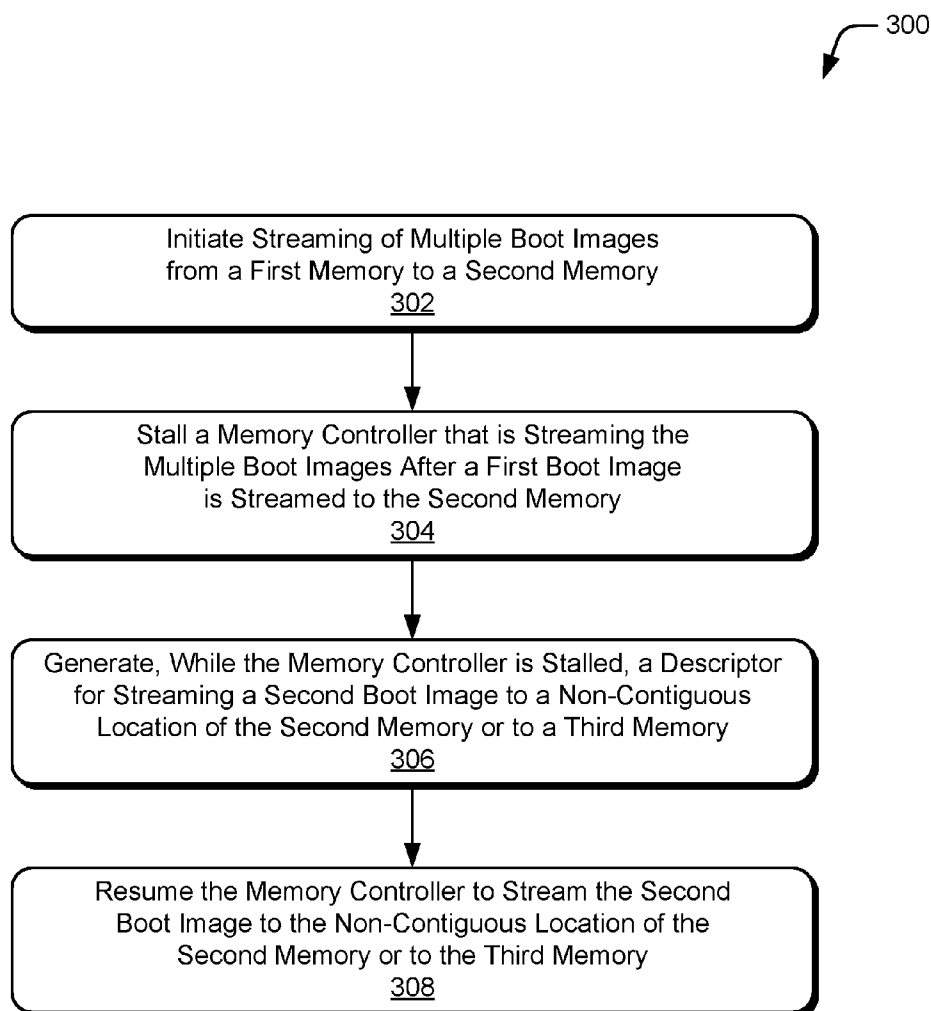 300
Initiate Streaming of Multiple Boot Images
from a First Memory to a Second Memory
302
Stall a Memory Controller that is Streaming the
Multiple Boot Images After a First Boot Image
is Streamed to the Second Memory
304
Generate, While the Memory Controller is Stalled, a Descriptor
for Streaming a Second Boot Image to a Non-Contiguous
Location of the Second Memory or to a Third Memory
306
Resume the Memory Controller to Stream the Second
Boot Image to the Non-Contiguous Location of the
Second Memory or to the Third Memory
308